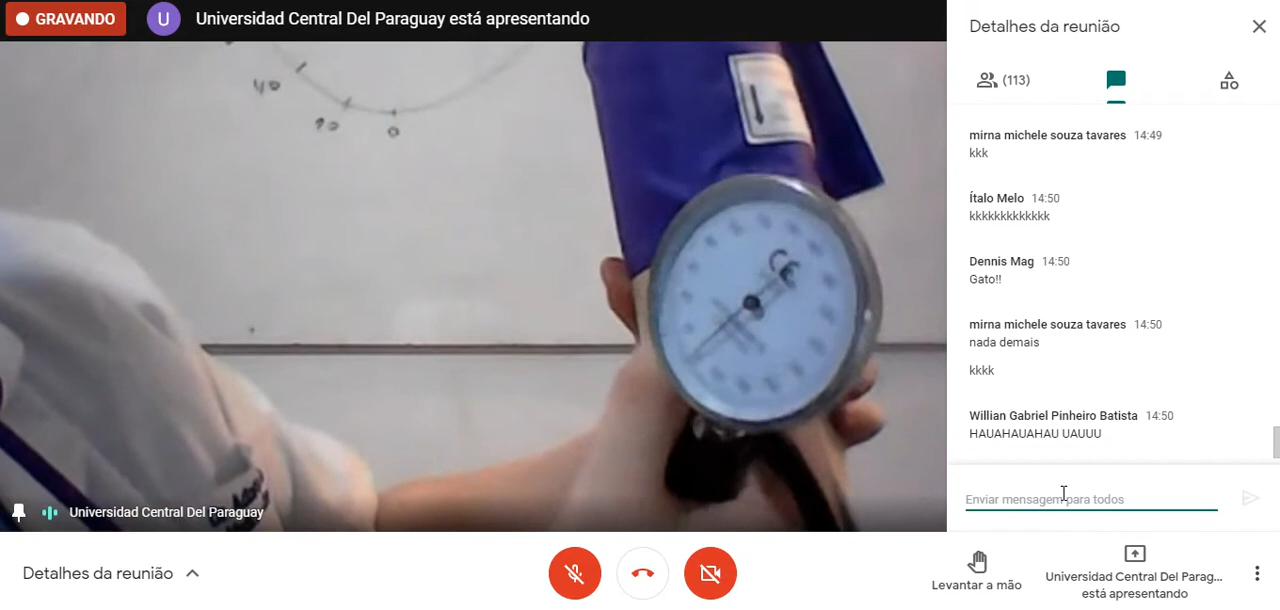 GRAVANDO
U
Universidad Central Del Paraguay está apresentando
40
0
CE
Universidad Central Del Paraguay
Detalhes da reunião
(113)
mirna michele souza tavares 14:49
kkk
Ítalo Melo 14:50
kkkkkkkkkkkkk
Dennis Mag 14:50
Gato!!
mirna michele souza tavares 14:50
nada demais
kkkk
Willian Gabriel Pinheiro Batista 14:50
HAUAHAUAHAU UAUUU
Enviar mensagem para todos
Detalhes da reunião
Levantar a mão
Universidad Central Del Parag...
está apresentando